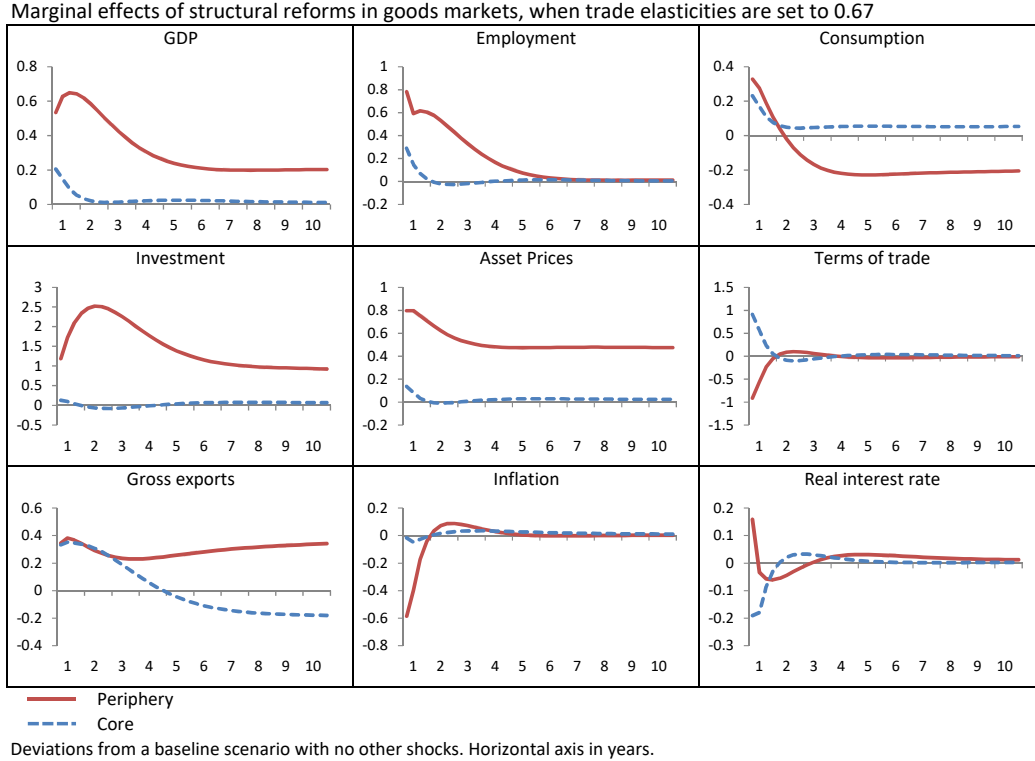 Marginal effects of structural reforms in goods markets, when trade elasticities are set to 0.67
GDP
0.8
0.6
0.4
0.2
0
1 2 3 4 5 6 7 8 9 10
Employment
1
0.8
0.6
0.4
0.2
0
-0.2
1 2 3 4 5 6 7 8 9 10
Consumption
0.4
0.2
0
-0.2
-0.4
1 2 3 4 5 6 7 8 9 10
Investment
3
2.5
2
1.5
1
0.5
0
-0.5
1 2 3 4 5 6 7 8 9 10
Asset Prices
1
0.8
0.6
0.4
0.2
0
-0.2
1 2 3 4 5 6 7 8 9 10
Terms of trade
1.5
1
0.5
0
-0.5
-1
-1.5
1 2 3 4 5 6 7 8 9 10
Gross exports
0.6
0.4
0.2
0
-0.2
-0.4
1 2 3 4 5 6 7 8 9 10
Inflation
0.2
0
-0.2
-0.4
-0.6
-0.8
1 2 3 4 5 6 7 8 9 10
Real interest rate
0.2
0.1
0
-0.1
-0.2
-0.3
1 2 3 4 5 6 7 8 9 10
Periphery
Core
Deviations from a baseline scenario with no other shocks. Horizontal axis in years.